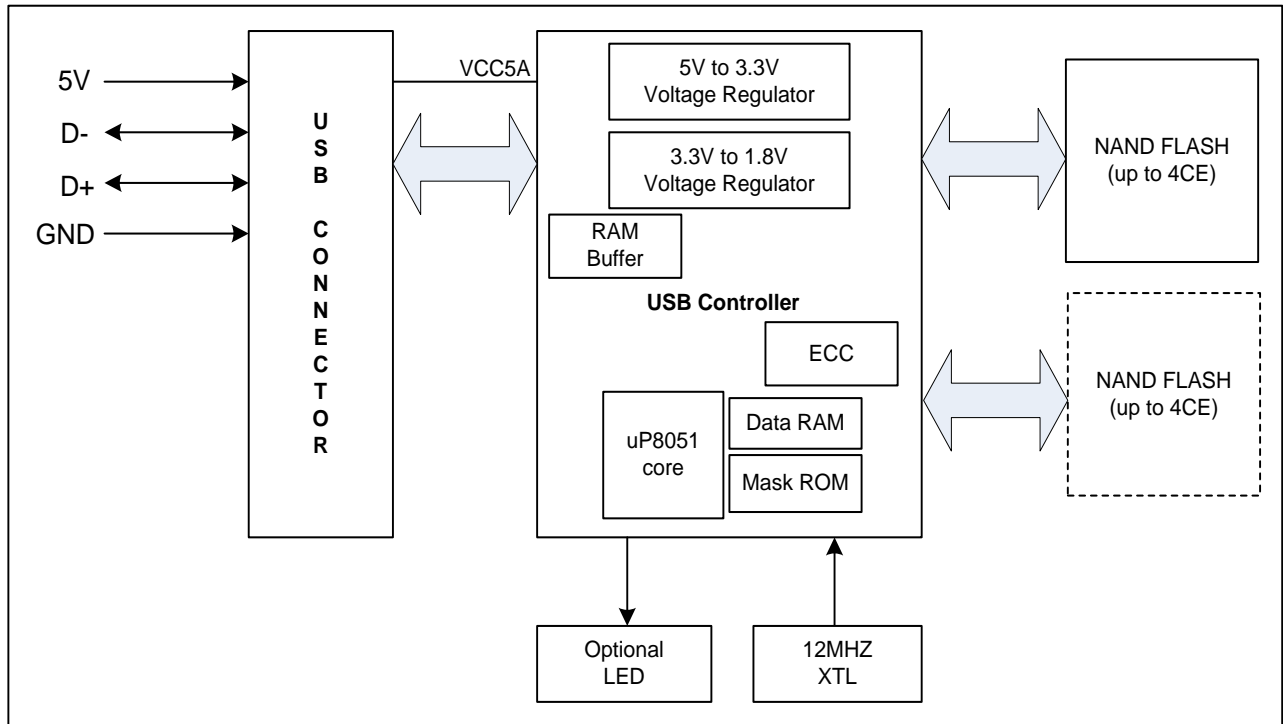 5V
D-
D+
GND
USB CONNECTOR
VCC5A
5V to 3.3V
Voltage Regulator
3.3V to 1.8V
Voltage Regulator
RAM
Buffer
USB Controller
ECC
uP8051
core
Data RAM
Mask ROM
NAND FLASH
(up to 4CE)
NAND FLASH
(up to 4CE)
Optional
LED
12MHZ
XTL